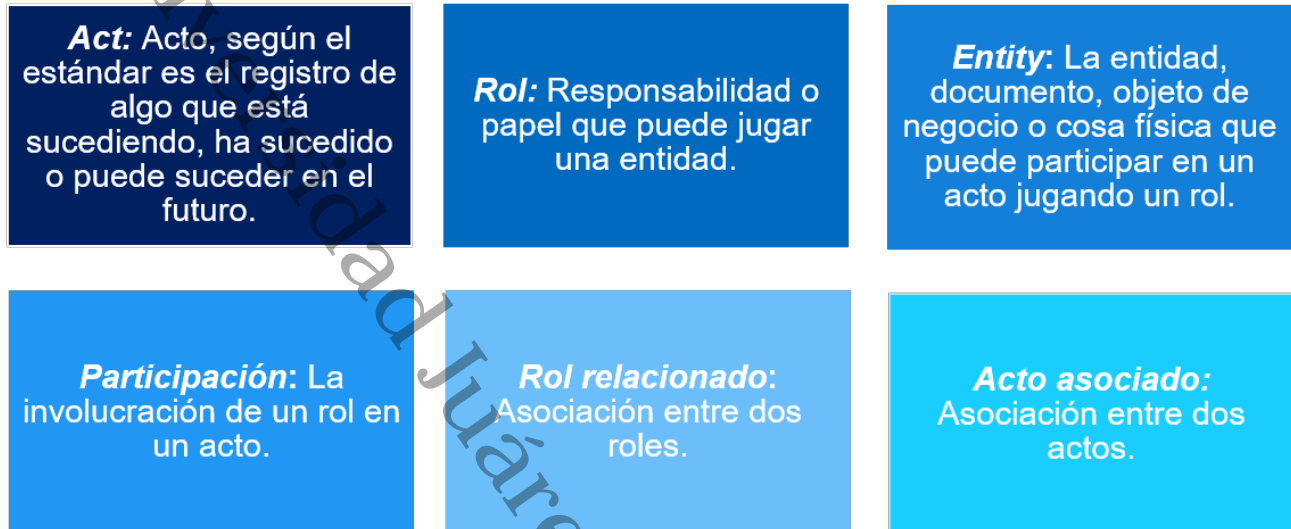 Act: Acto, según el
estándar es el registro de
algo que está
sucediendo, ha sucedido
o puede suceder en el
futuro.
Rol: Responsabilidad o
papel que puede jugar
una entidad.
Entity: La entidad,
documento, objeto de
negocio o cosa física que
puede participar en un
acto jugando un rol.
Participación: La
involucración de un rol en
un acto.
Rol relacionado:
Asociación entre dos
roles.
Acto asociado:
Asociación entre dos
actos.
versidad Juáre